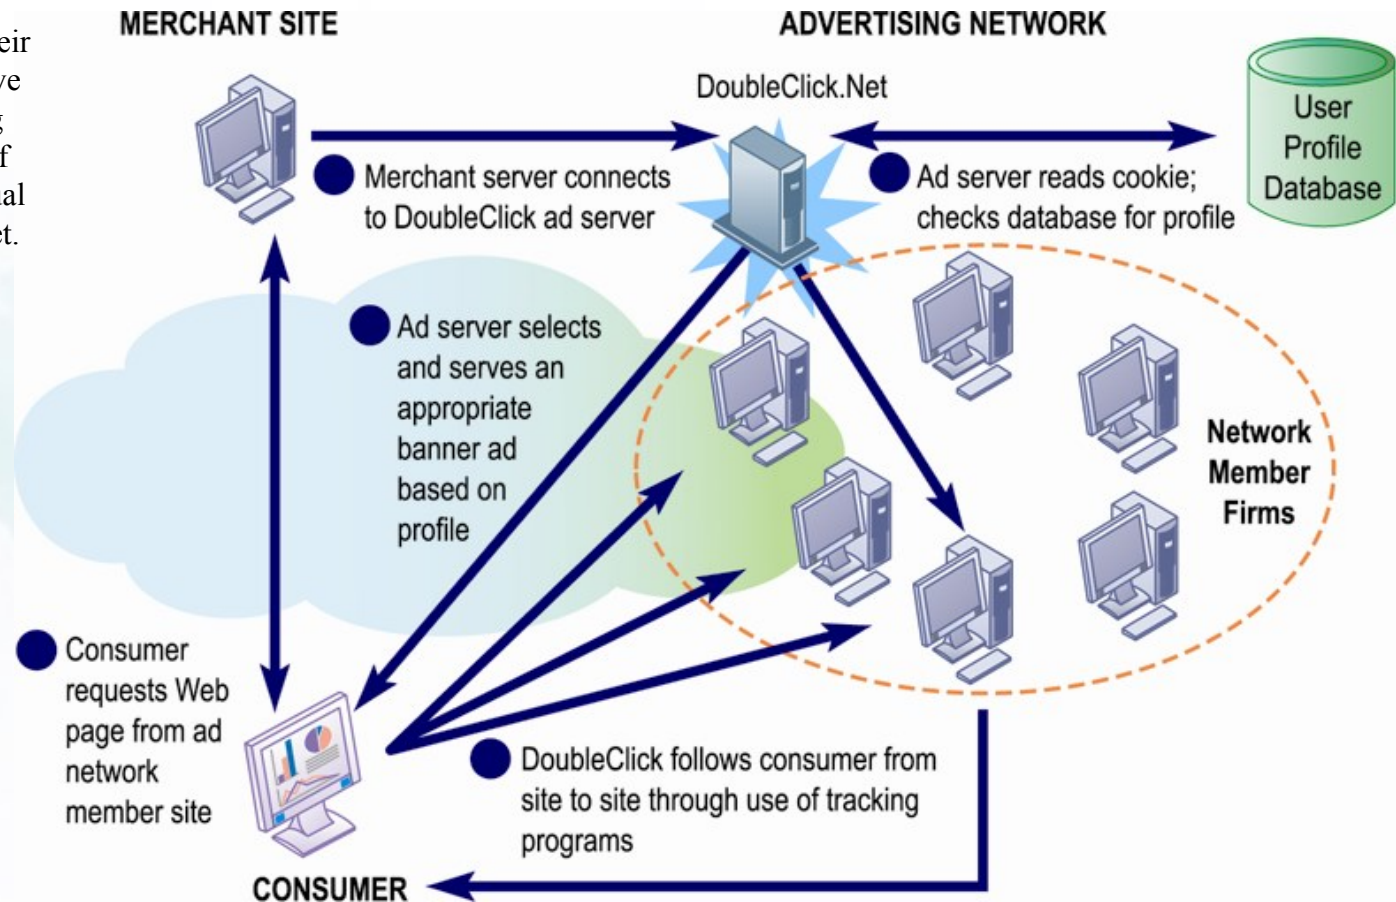 MERCHANT SITE
ADVERTISING NETWORK
DoubleClick.Net
User
Profile
Database
Merchant server connects
to DoubleClick ad server
Ad server reads cookie;
checks database for profile
Ad server selects
and serves an
appropriate
banner ad
based on
profile
Network
Member
Firms
Consumer
requests Web
page from ad
network
member site
DoubleClick follows consumer from
site to site through use of tracking
programs
CONSUMER